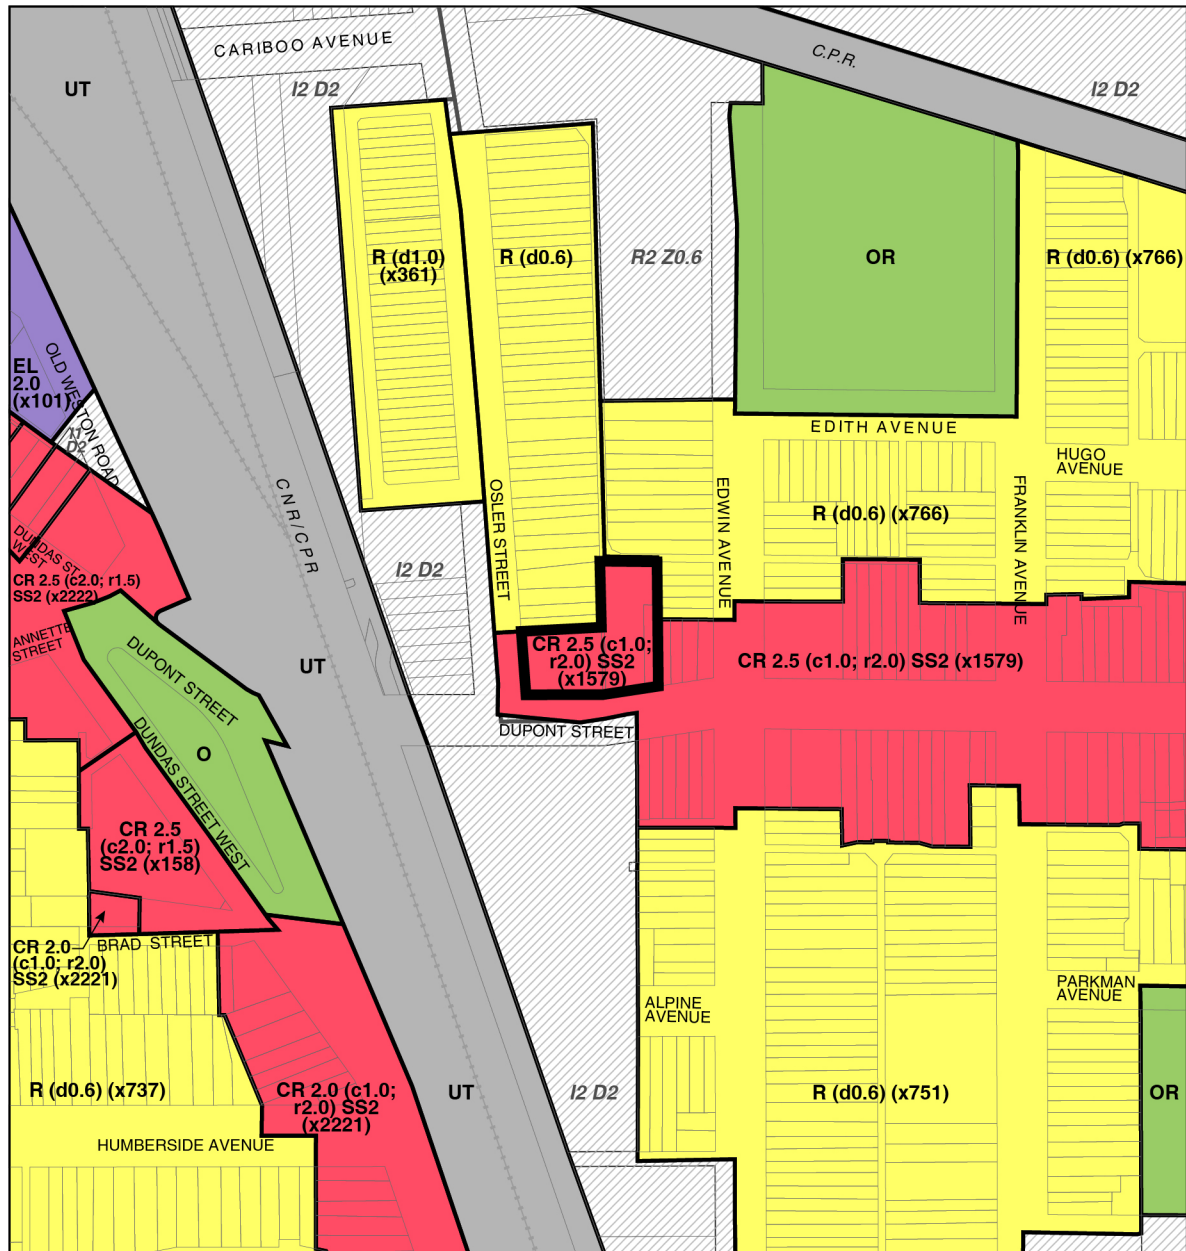 CARIBOO AVENUE
C.P.R.
UT
I2 D2
I2 D2
R (d1.0)
(x361)
R (d0.6)
R2 Z0.6
OR
R (d0.6) (x766)
EL
2.0
(x101)
OLD WESTON ROAD
I1
D2
CNR/CPR
OSLER STREET
EDITH AVENUE
HUGO
AVENUE
EDWIN AVENUE
FRANKLIN AVENUE
R (d0.6) (x766)
I2 D2
DUNDAS ST
WEST
CR 2.5 (c2.0; r1.5)
SS2 (x2222)
ANNETTE
STREET
DUPONT STREET
UT
CR 2.5 (c1.0;
r2.0) SS2
(x1579)
CR 2.5 (c1.0; r2.0) SS2 (x1579)
DUPONT STREET
O
DUNDAS STREET WEST
CR 2.5
(c2.0; r1.5)
SS2 (x158)
BRAD STREET
CR 2.0
(c1.0; r2.0)
SS2 (x2221)
ALPINE
AVENUE
PARKMAN
AVENUE
R (d0.6) (x737)
CR 2.0 (c1.0;
r2.0) SS2
(x2221)
UT
I2 D2
R (d0.6) (x751)
OR
HUMBERSIDE AVENUE